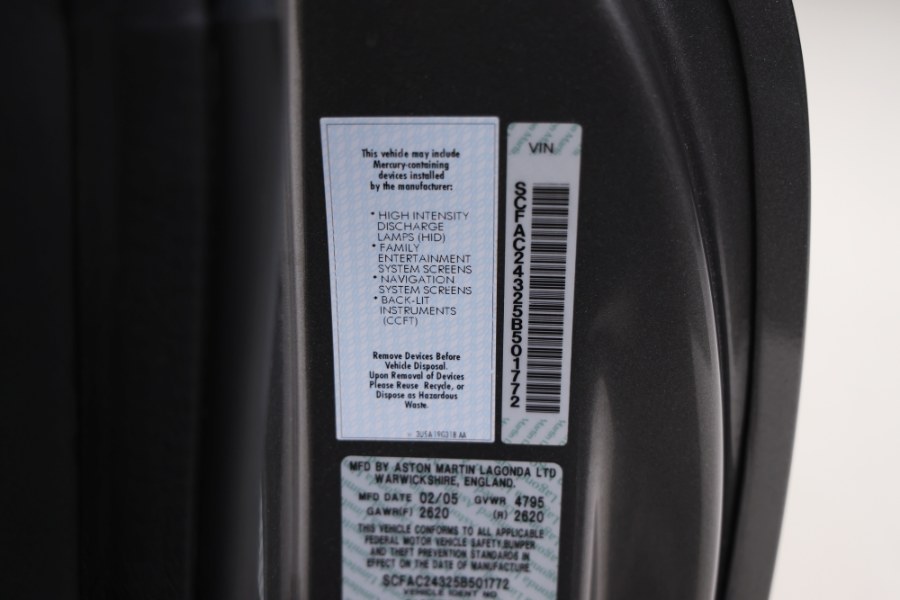 This vehicle may include
Mercury-containing
devices installed
by the manufacturer:
• HIGH INTENSITY
DISCHARGE
LAMPS (HID)
• FAMILY
ENTERTAINMENT
SYSTEM SCREENS
• NAVIGATION
SYSTEM SCREENS
• BACK-LIT
INSTRUMENTS
(CCFT)
Remove Devices Before
Vehicle Disposal.
Upon Removal of Devices
Please Reuse, Recycle, or
Dispose as Hazardous
Waste.
VIN
SCFAC24325B501772
MFD BY ASTON MARTIN LAGONDA LTD
WARWICKSHIRE, ENGLAND.
MFD DATE 02/05 GVWR 4795
GAWR(F) 2620 (R) 2620
THIS VEHICLE CONFORMS TO ALL APPLICABLE
FEDERAL MOTOR VEHICLE SAFETY,BUMPER
AND THEFT PREVENTION STANDARDS IN
EFFECT ON THE DATE OF MANUFACTURE
SCFAC24325B501772
VEHICLE IDENT NO